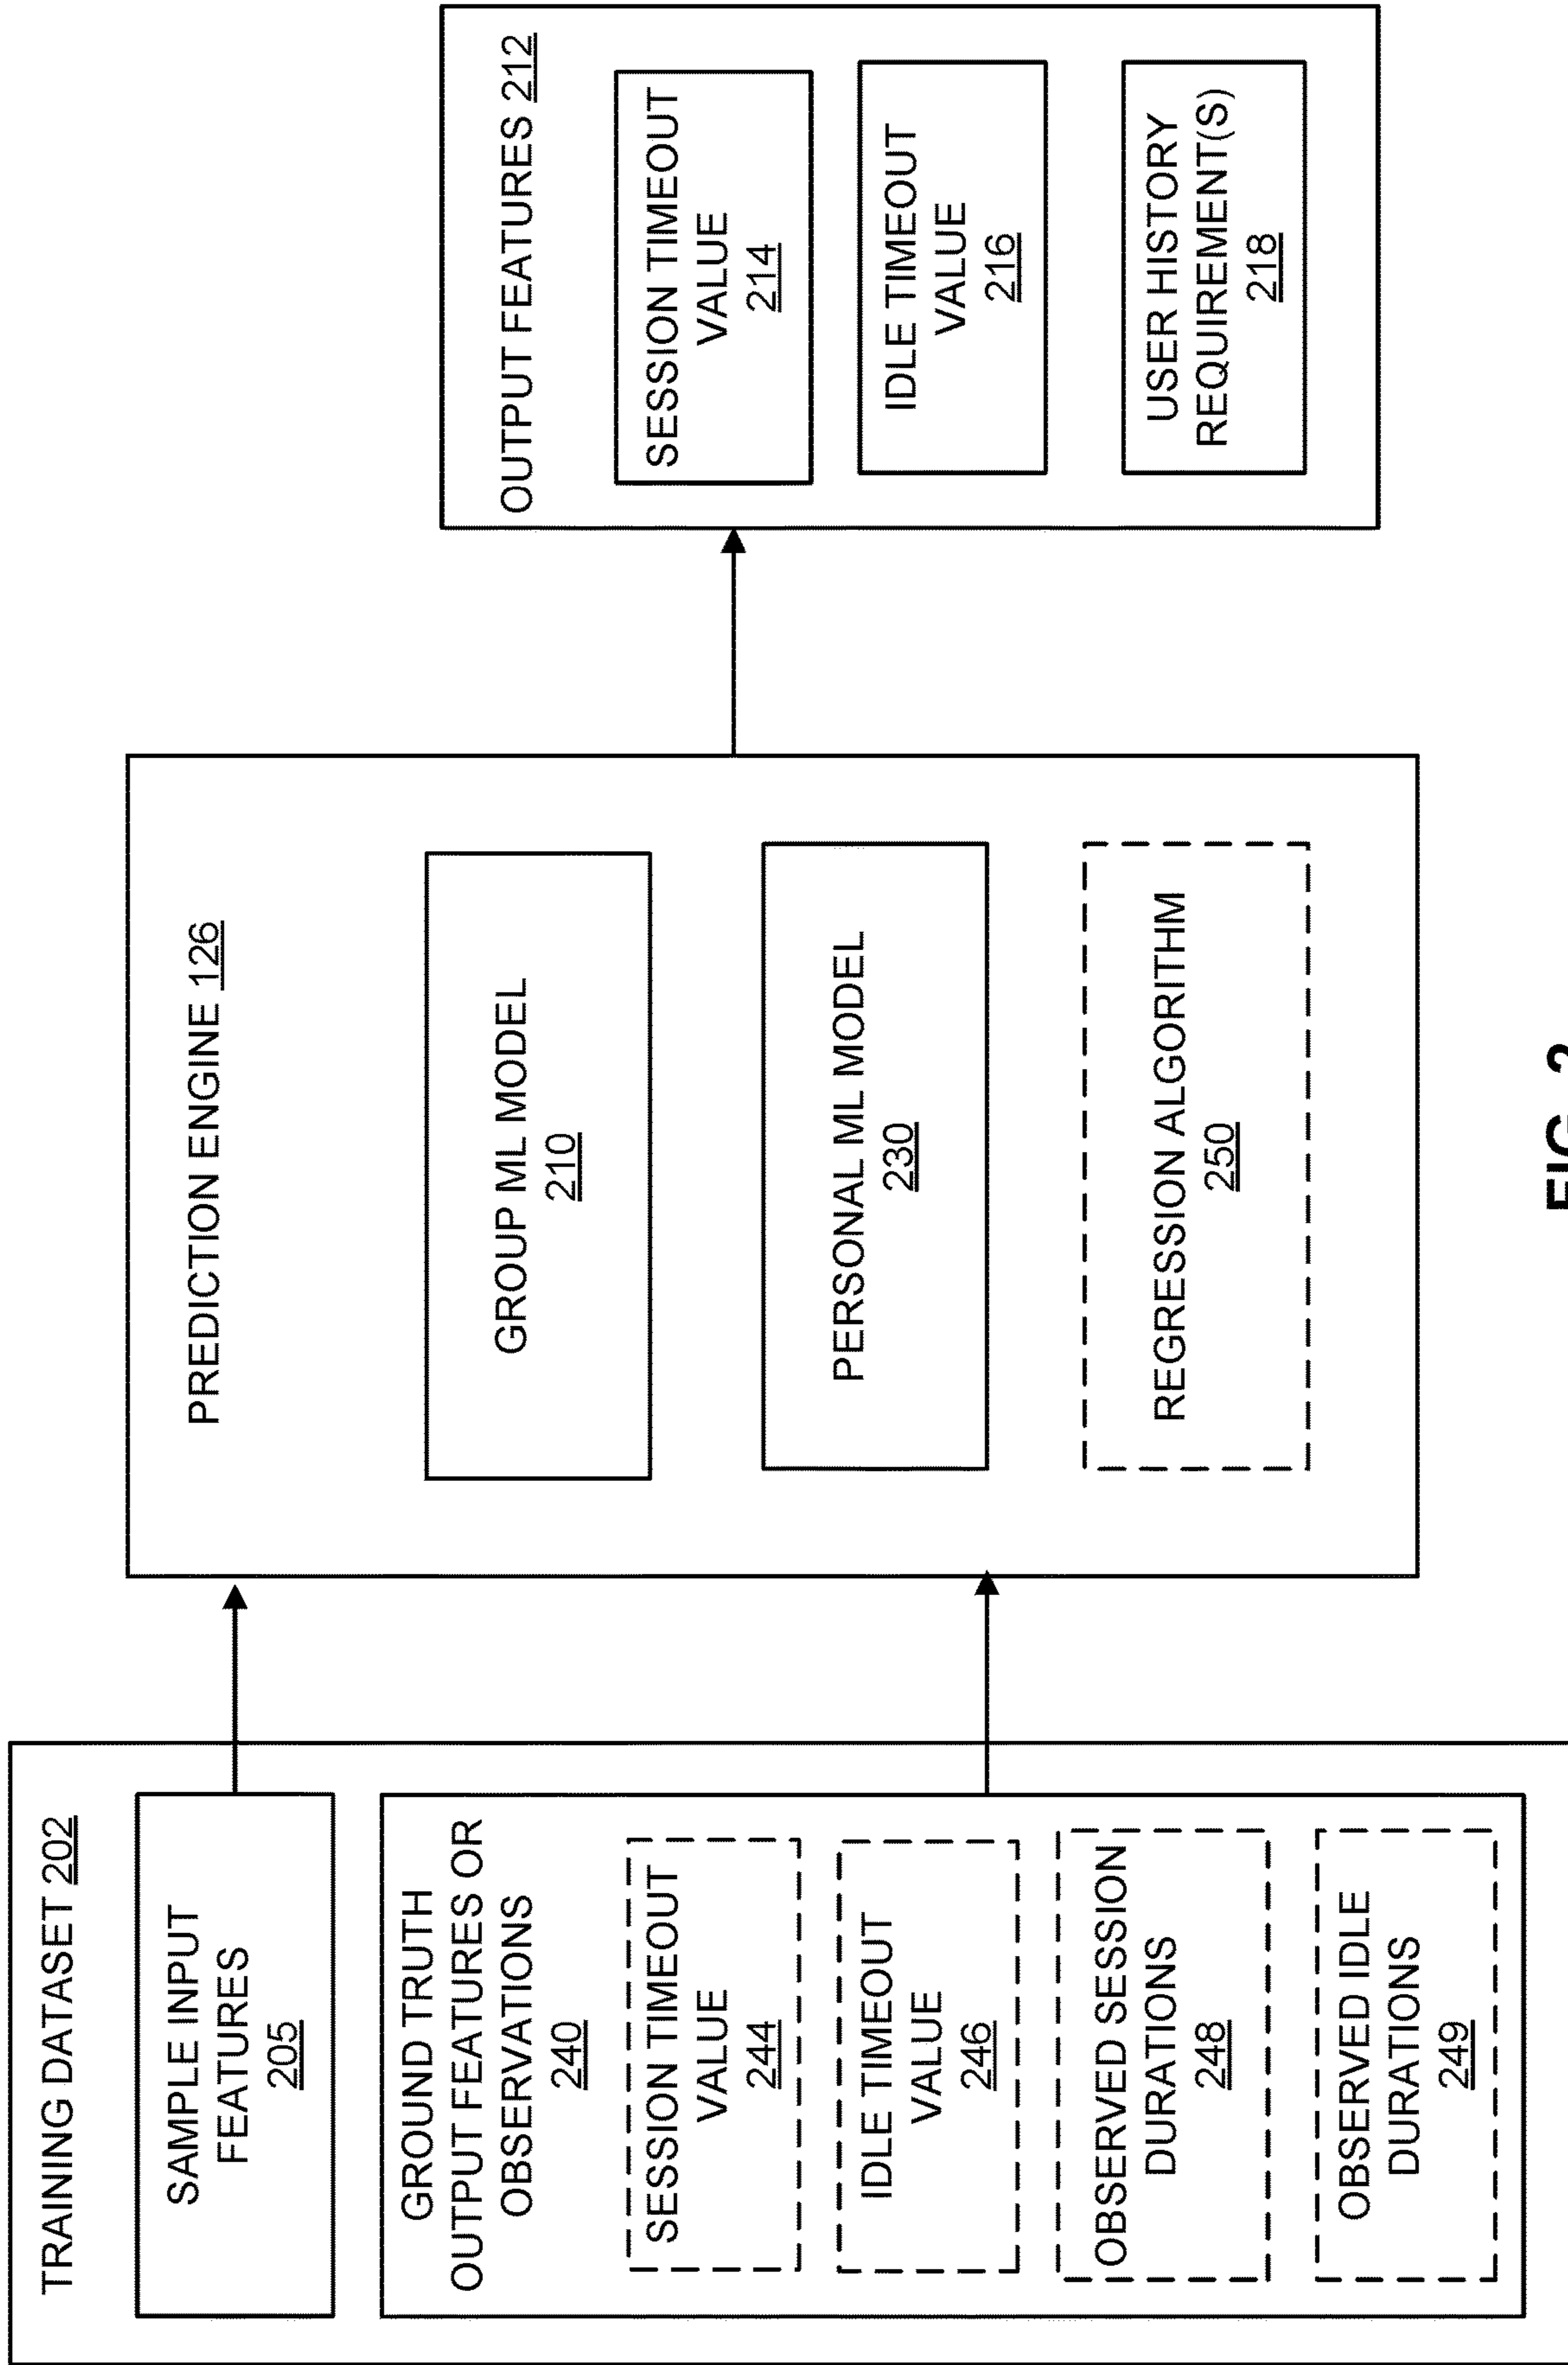 TRAINING DATASET 202
SAMPLE INPUT
FEATURES
205
GROUND TRUTH
OUTPUT FEATURES OR
OBSERVATIONS
240
SESSION TIMEOUT
VALUE
244
IDLE TIMEOUT
VALUE
246
OBSERVED SESSION
DURATIONS
248
OBSERVED IDLE
DURATIONS
249
PREDICTION ENGINE 126
GROUP ML MODEL
210
PERSONAL ML MODEL
230
REGRESSION ALGORITHM
250
OUTPUT FEATURES 212
SESSION TIMEOUT
VALUE
214
IDLE TIMEOUT
VALUE
216
USER HISTORY
REQUIREMENT(S)
218
FIG. 2